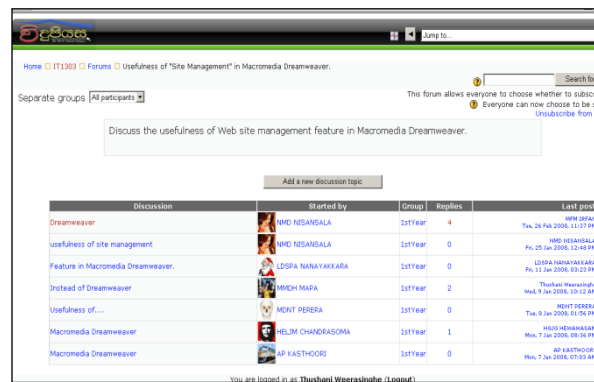 විදුපියස
Jump to...
Home □ IT1303 □ Forums □ Usefulness of "Site Management" in Macromedia Dreamweaver.
Search fo
Separate groups All participants
This forum allows everyone to choose whether to subsc
Everyone can now choose to be s
Unsubscribe from
Discuss the usefulness of Web site management feature in Macromedia Dreamweaver.
Add a new discussion topic
Discussion Started by Group Replies Last post
Dreamweaver NMD NISANSALA 1stYear 4 MFM IRFAN
Tue, 26 Feb 2008, 11:37 PM
usefulness of site management NMD NISANSALA 1stYear 0 NMD NISANSALA
Fri, 25 Jan 2008, 12:48 PM
Feature in Macromedia Dreamweaver. LDSPA NANAYAKKARA 1stYear 0 LDSPA NANAYAKKARA
Fri, 11 Jan 2008, 03:23 PM
Instead of Dreamweaver MMDH MAPA 1stYear 2 Thushani Weerasinghe
Wed, 9 Jan 2008, 10:12 AM
Usefulness of.... MDNT PERERA 1stYear 0 MDNT PERERA
Tue, 8 Jan 2008, 01:56 PM
Macromedia Dreamweaver HELIM CHANDRASOMA 1stYear 1 HGJG HEWAWASAM
Mon, 7 Jan 2008, 08:36 PM
Macromedia Dreamweaver AP KASTHOORI 1stYear 0 AP KASTHOORI
Mon, 7 Jan 2008, 07:03 AM
You are logged in as Thushani Weerasinghe (Logout)